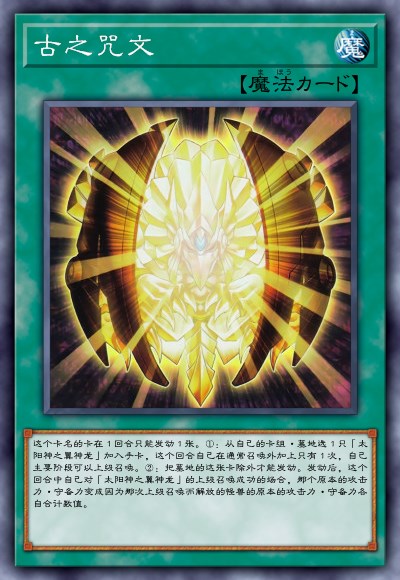 古之咒文
魔
【魔法カード】
まほう
这个卡名的卡在1回合只能发动1张。①：从自己的卡组·墓地选1只「太
阳神之翼神龙」加入手卡，这个回合自己在通常召唤外加上只有1次，自己
主要阶段可以上级召唤。②：把墓地的这张卡除外才能发动。发动后，这个
回合中自己对「太阳神之翼神龙」的上级召唤成功的场合，那个原本的攻击
力·守备力变成因为那次上级召唤而解放的怪兽的原本的攻击力·守备力各
自合计数值。